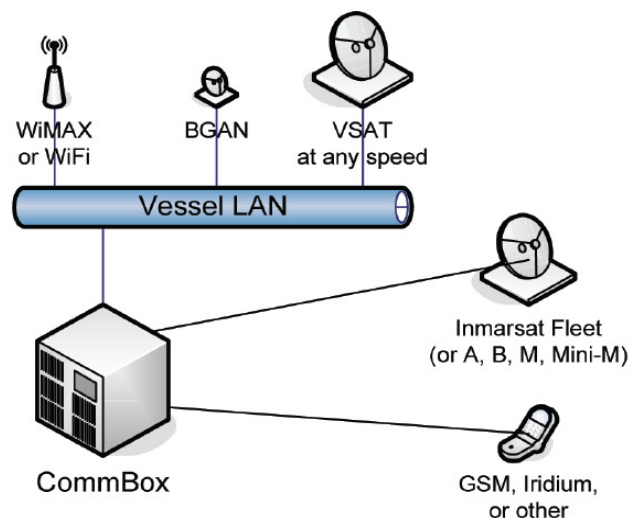 WiMAX
or WiFi
BGAN
VSAT
at any speed
Vessel LAN
Inmarsat Fleet
(or A, B, M, Mini-M)
CommBox
GSM, Iridium,
or other